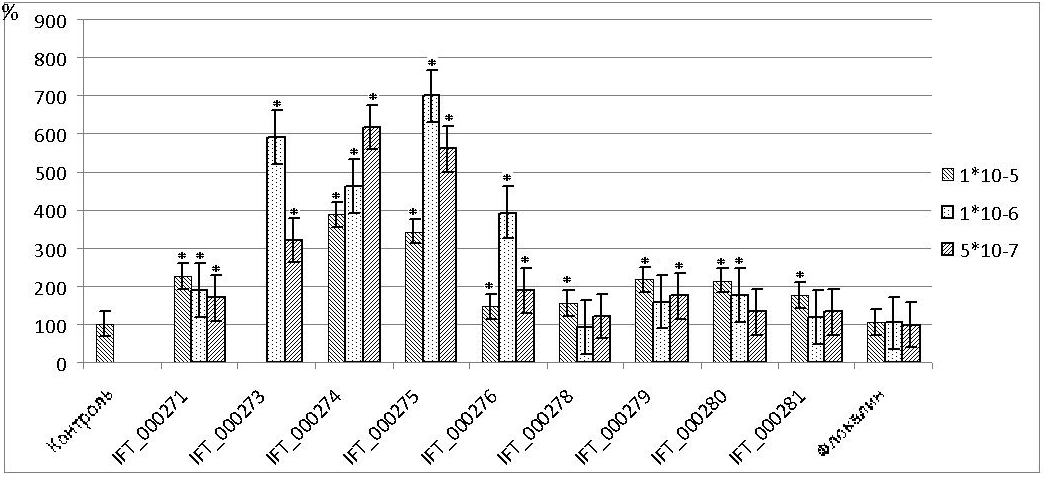 %
900
800
700
600
500
400
300
200
100
0
* * * * * * * * * * * * * * * * * * * * *
Контроль
IFT_000271
IFT_000273
IFT_000274
IFT_000275
IFT_000276
IFT_000278
IFT_000279
IFT_000280
IFT_000281
Флокалин
1*10-5
1*10-6
5*10-7